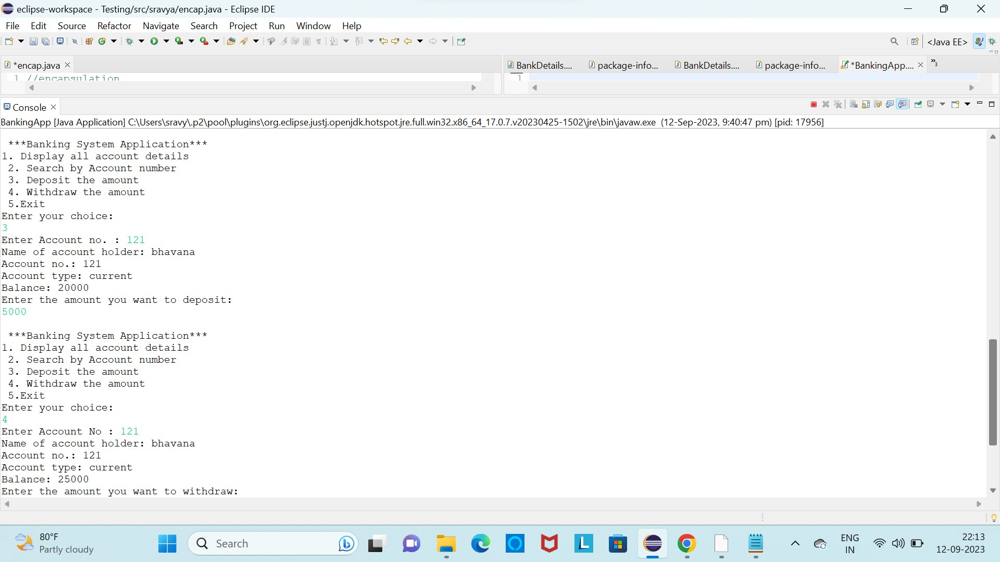 eclipse-workspace - Testing/src/sravya/encap.java - Eclipse IDE
File Edit Source Refactor Navigate Search Project Run Window Help
<Java EE>
*encap.java
BankDetails.... package-info... BankDetails.... package-info... *BankingApp.... »3
1 //encapsulation
1
Console
BankingApp [Java Application] C:\Users\sravy\.p2\pool\plugins\org.eclipse.justj.openjdk.hotspot.jre.full.win32.x86_64_17.0.7.v20230425-1502\jre\bin\javaw.exe (12-Sep-2023, 9:40:47 pm) [pid: 17956]
***Banking System Application***
1. Display all account details
2. Search by Account number
3. Deposit the amount
4. Withdraw the amount
5.Exit
Enter your choice:
3
Enter Account no. : 121
Name of account holder: bhavana
Account no.: 121
Account type: current
Balance: 20000
Enter the amount you want to deposit:
5000
***Banking System Application***
1. Display all account details
2. Search by Account number
3. Deposit the amount
4. Withdraw the amount
5.Exit
Enter your choice:
4
Enter Account No : 121
Name of account holder: bhavana
Account no.: 121
Account type: current
Balance: 25000
Enter the amount you want to withdraw:
80°F
Partly cloudy
Search
L
ENG
IN
22:13
12-09-2023